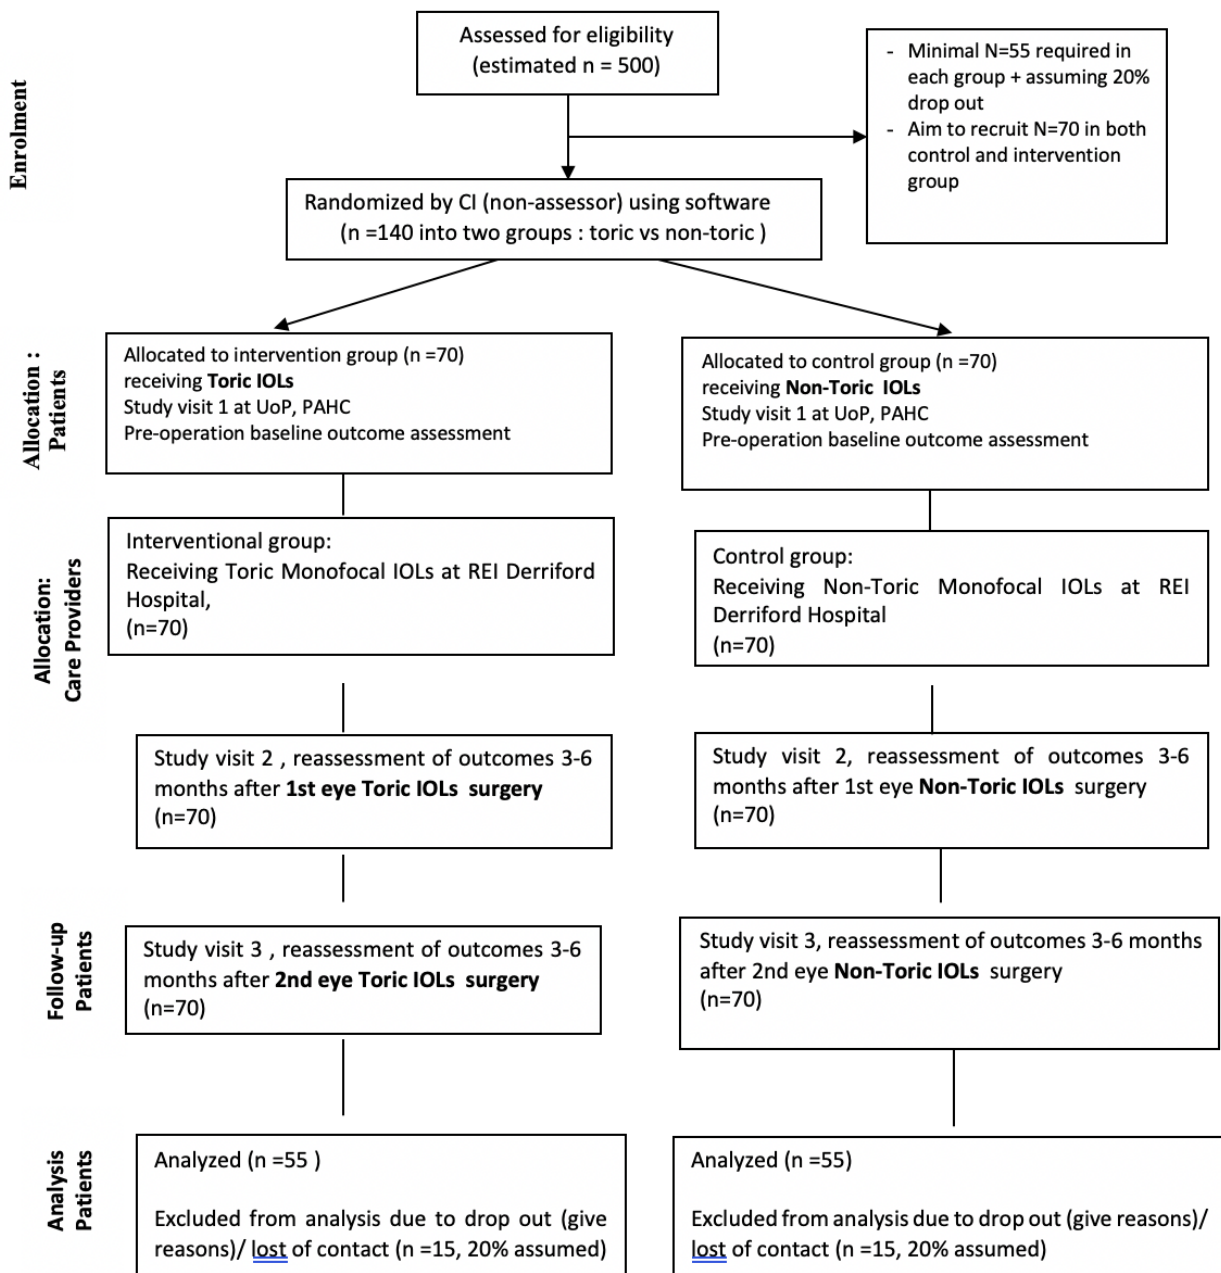 Assessed for eligibility
(estimated n = 500)
- Minimal N=55 required in
each group + assuming 20%
drop out
- Aim to recruit N=70 in both
control and intervention
group
Enrolment
Randomized by CI (non-assessor) using software
(n =140 into two groups : toric vs non-toric )
Allocation :
Patients
Allocated to intervention group (n =70)
receiving Toric IOLs
Study visit 1 at UoP, PAHC
Pre-operation baseline outcome assessment
Allocated to control group (n =70)
receiving Non-Toric IOLs
Study visit 1 at UoP, PAHC
Pre-operation baseline outcome assessment
Allocation:
Care Providers
Interventional group:
Receiving Toric Monofocal IOLs at REI Derriford
Hospital,
(n=70)
Control group:
Receiving Non-Toric Monofocal IOLs at REI
Derriford Hospital
(n=70)
Study visit 2 , reassessment of outcomes 3-6
months after 1st eye Toric IOLs surgery
(n=70)
Study visit 2, reassessment of outcomes 3-6
months after 1st eye Non-Toric IOLs surgery
(n=70)
Follow-up
Patients
Study visit 3 , reassessment of outcomes 3-6
months after 2nd eye Toric IOLs surgery
(n=70)
Study visit 3, reassessment of outcomes 3-6 months
after 2nd eye Non-Toric IOLs surgery
(n=70)
Analysis
Patients
Analyzed (n =55 )
Excluded from analysis due to drop out (give
reasons)/ lost of contact (n =15, 20% assumed)
Analyzed (n =55)
Excluded from analysis due to drop out (give reasons)/
lost of contact (n =15, 20% assumed)